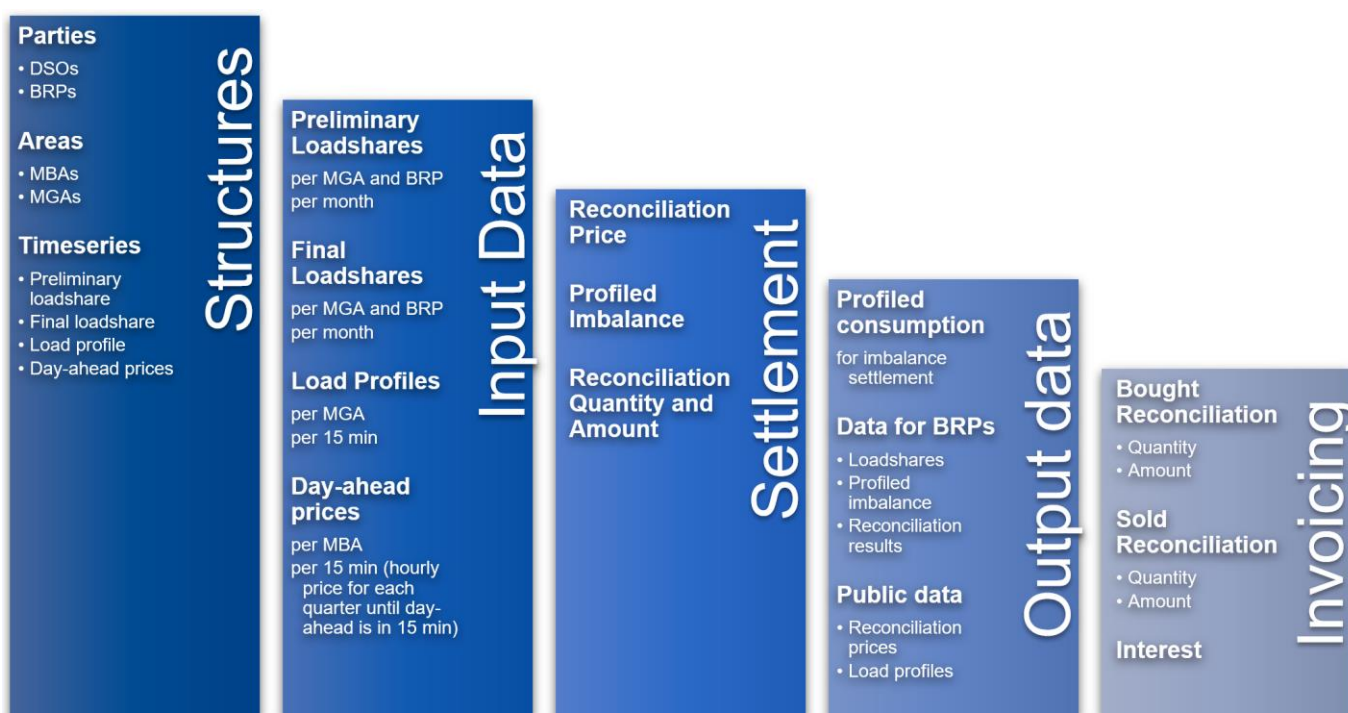 Structures
Parties
• DSOs
• BRPs
Areas
• MBAs
• MGAs
Timeseries
• Preliminary
loadshare
• Final loadshare
• Load profile
• Day-ahead prices
Input Data
Preliminary
Loadshares
per MGA and BRP
per month
Final
Loadshares
per MGA and BRP
per month
Load Profiles
per MGA
per 15 min
Day-ahead
prices
per MBA
per 15 min (hourly
price for each
quarter until day-
ahead is in 15 min)
Settlement
Reconciliation
Price
Profiled
Imbalance
Reconciliation
Quantity and
Amount
Output data
Profiled
consumption
for imbalance
settlement
Data for BRPs
• Loadshares
• Profiled
imbalance
• Reconciliation
results
Public data
• Reconciliation
prices
• Load profiles
Invoicing
Bought
Reconciliation
• Quantity
• Amount
Sold
Reconciliation
• Quantity
• Amount
Interest